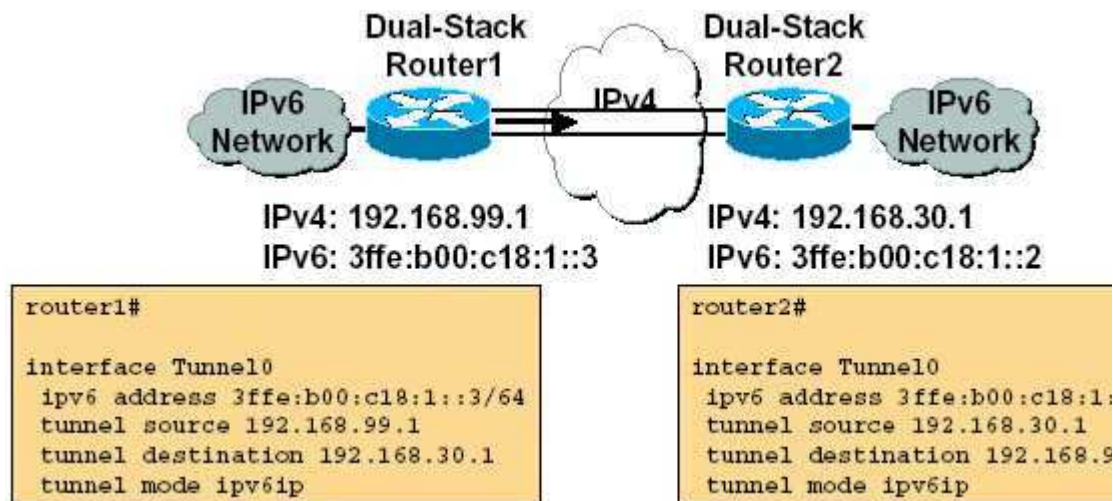 Dual-Stack
Router1
Dual-Stack
Router2
IPv6
Network
IPv4
IPv6
Network
IPv4: 192.168.99.1
IPv6: 3ffe:b00:c18:1::3
IPv4: 192.168.30.1
IPv6: 3ffe:b00:c18:1::2
router1#
interface Tunnel0
ipv6 address 3ffe:b00:c18:1::3/64
tunnel source 192.168.99.1
tunnel destination 192.168.30.1
tunnel mode ipv6ip
router2#
interface Tunnel0
ipv6 address 3ffe:b00:c18:1:
tunnel source 192.168.30.1
tunnel destination 192.168.9
tunnel mode ipv6ip